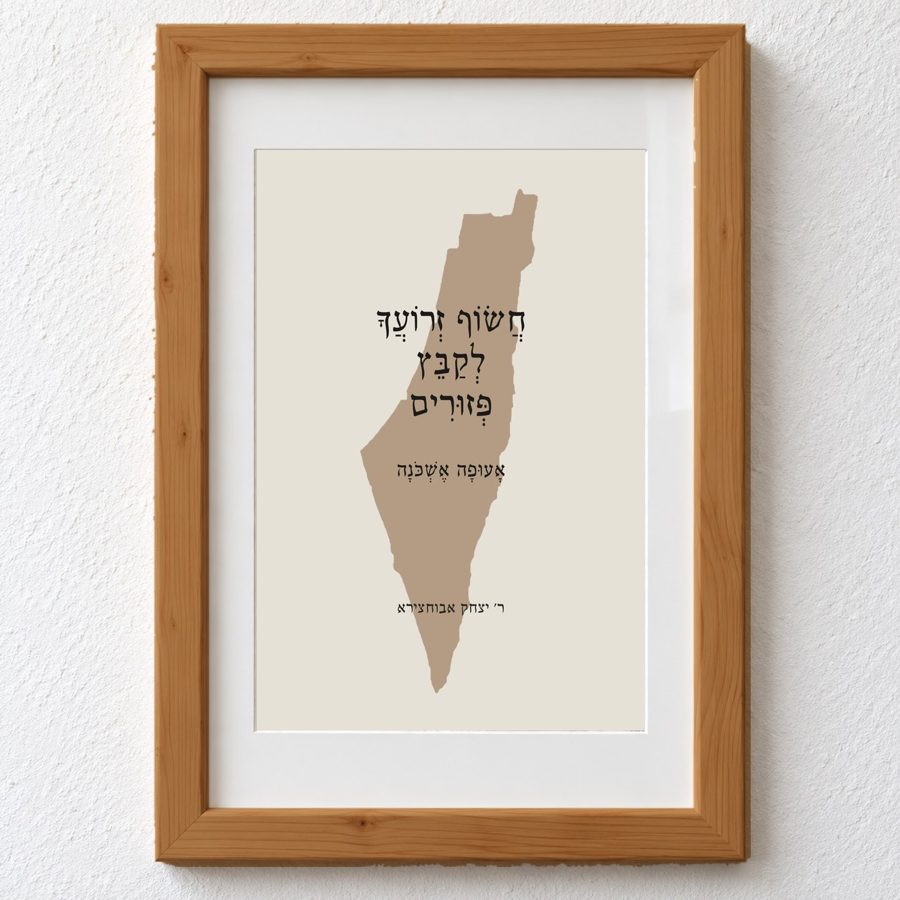 חֲשׂוֹף זְרוֹעֲךָ
לְקַבֵּץ
פְּזוּרִים
אָעוּפָה אֶשְׁכֹּנָה
ר׳ יצחק אבוחצירא